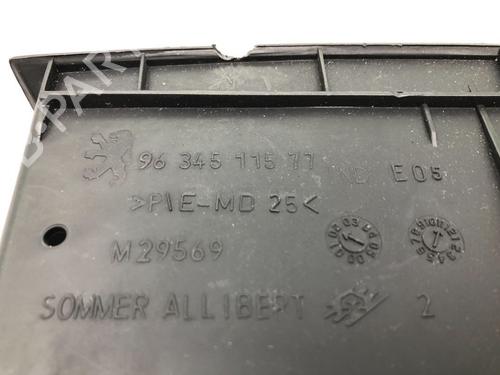 96 345 115 77 E05
>P\E-MD 25<
M29569
SOMMER ALLIBERT 2